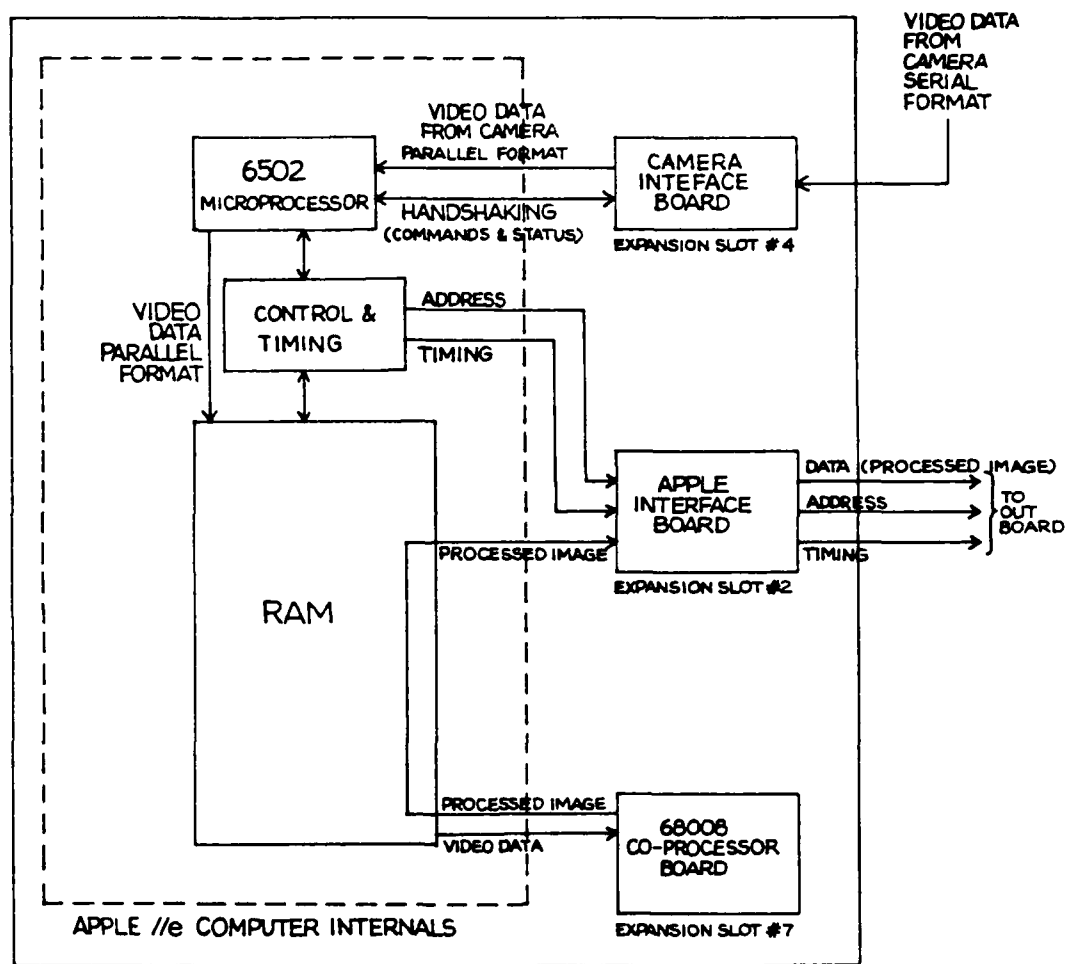 VIDEO DATA
FROM
CAMERA
SERIAL
FORMAT
VIDEO DATA
FROM CAMERA
PARALLEL FORMAT
6502
MICROPROCESSOR
CAMERA
INTEFACE
BOARD
HANDSHAKING
(COMMANDS & STATUS)
EXPANSION SLOT #4
VIDEO
DATA
PARALLEL
FORMAT
CONTROL &
TIMING
ADDRESS
TIMING
APPLE
INTERFACE
BOARD
DATA (PROCESSED IMAGE)
ADDRESS
TIMING
TO
OUT
BOARD
PROCESSED IMAGE
EXPANSION SLOT #2
RAM
PROCESSED IMAGE
VIDEO DATA
68008
CO-PROCESSOR
BOARD
EXPANSION SLOT #7
APPLE //e COMPUTER INTERNALS